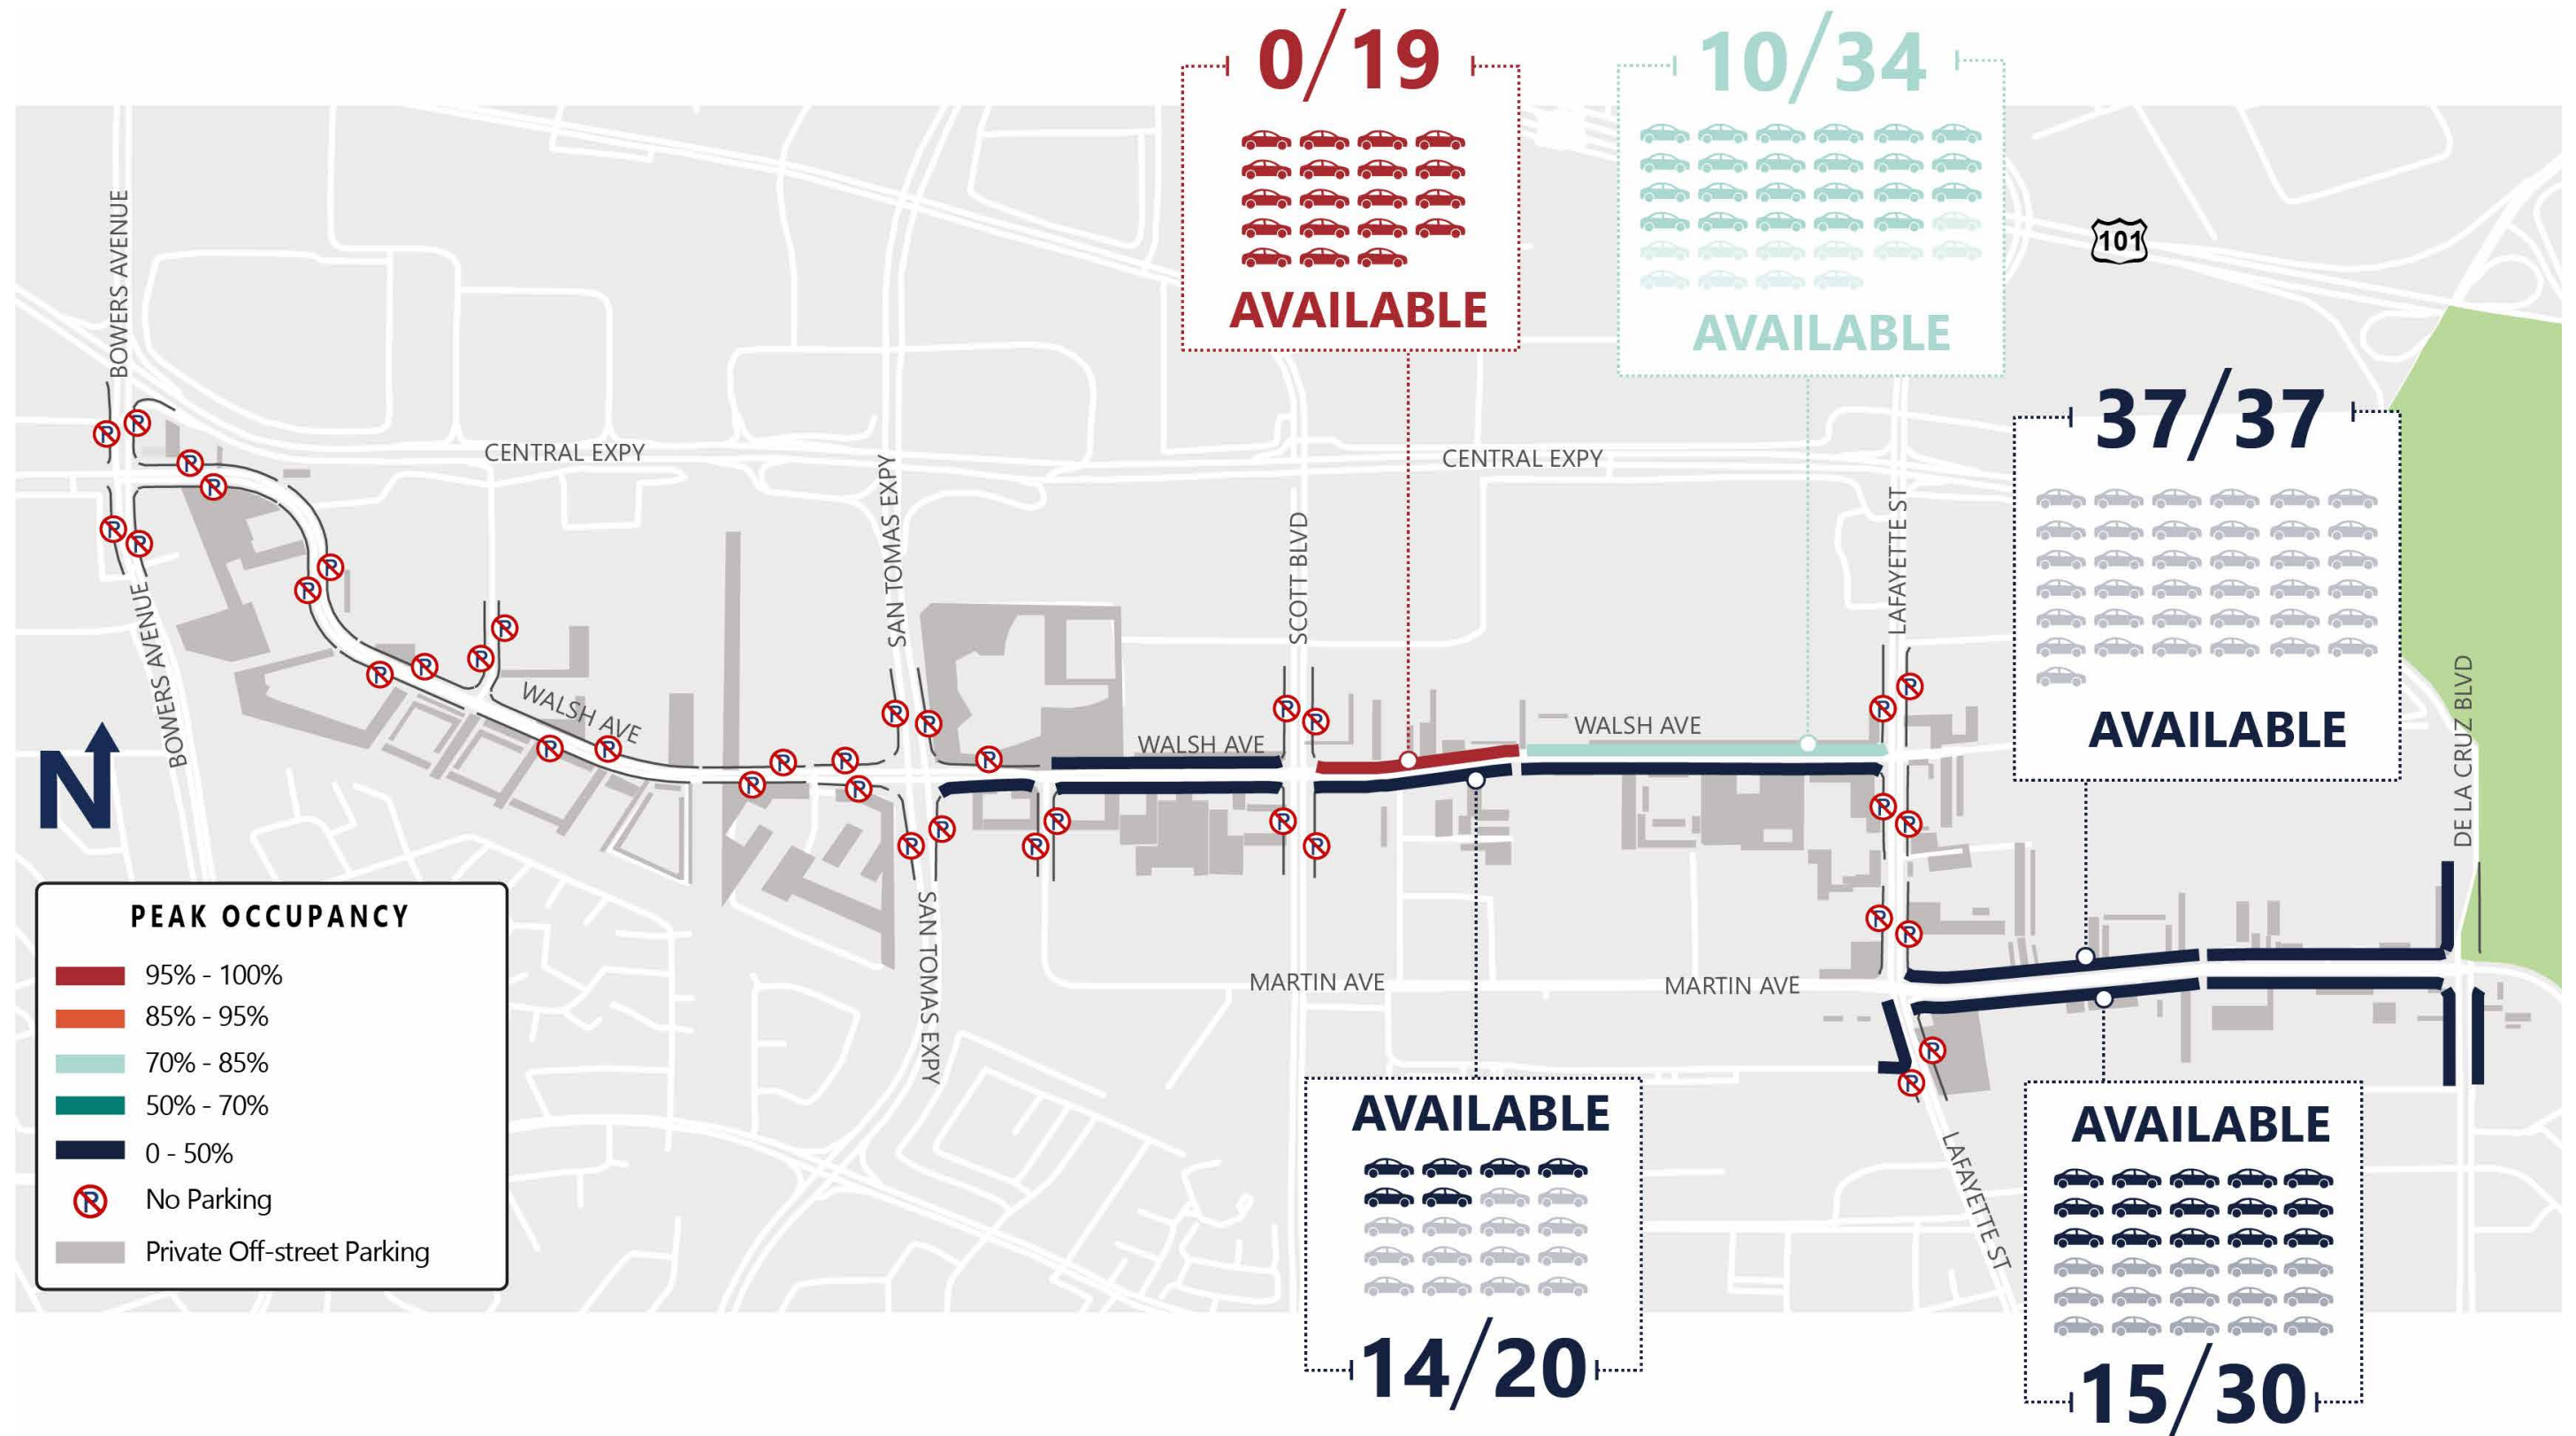 0/19
AVAILABLE
10/34
AVAILABLE
101
37/37
AVAILABLE
BOWERS AVENUE
CENTRAL EXPY
CENTRAL EXPY
SAN TOMAS EXPY
SCOTT BLVD
LAFAYETTE ST
BOWERS AVENUE
WALSH AVE
WALSH AVE
WALSH AVE
DE LA CRUZ BLVD
N
SAN TOMAS EXPY
MARTIN AVE
MARTIN AVE
LAFAYETTE ST
PEAK OCCUPANCY
95% - 100%
85% - 95%
70% - 85%
50% - 70%
0 - 50%
No Parking
Private Off-street Parking
AVAILABLE
14/20
AVAILABLE
15/30